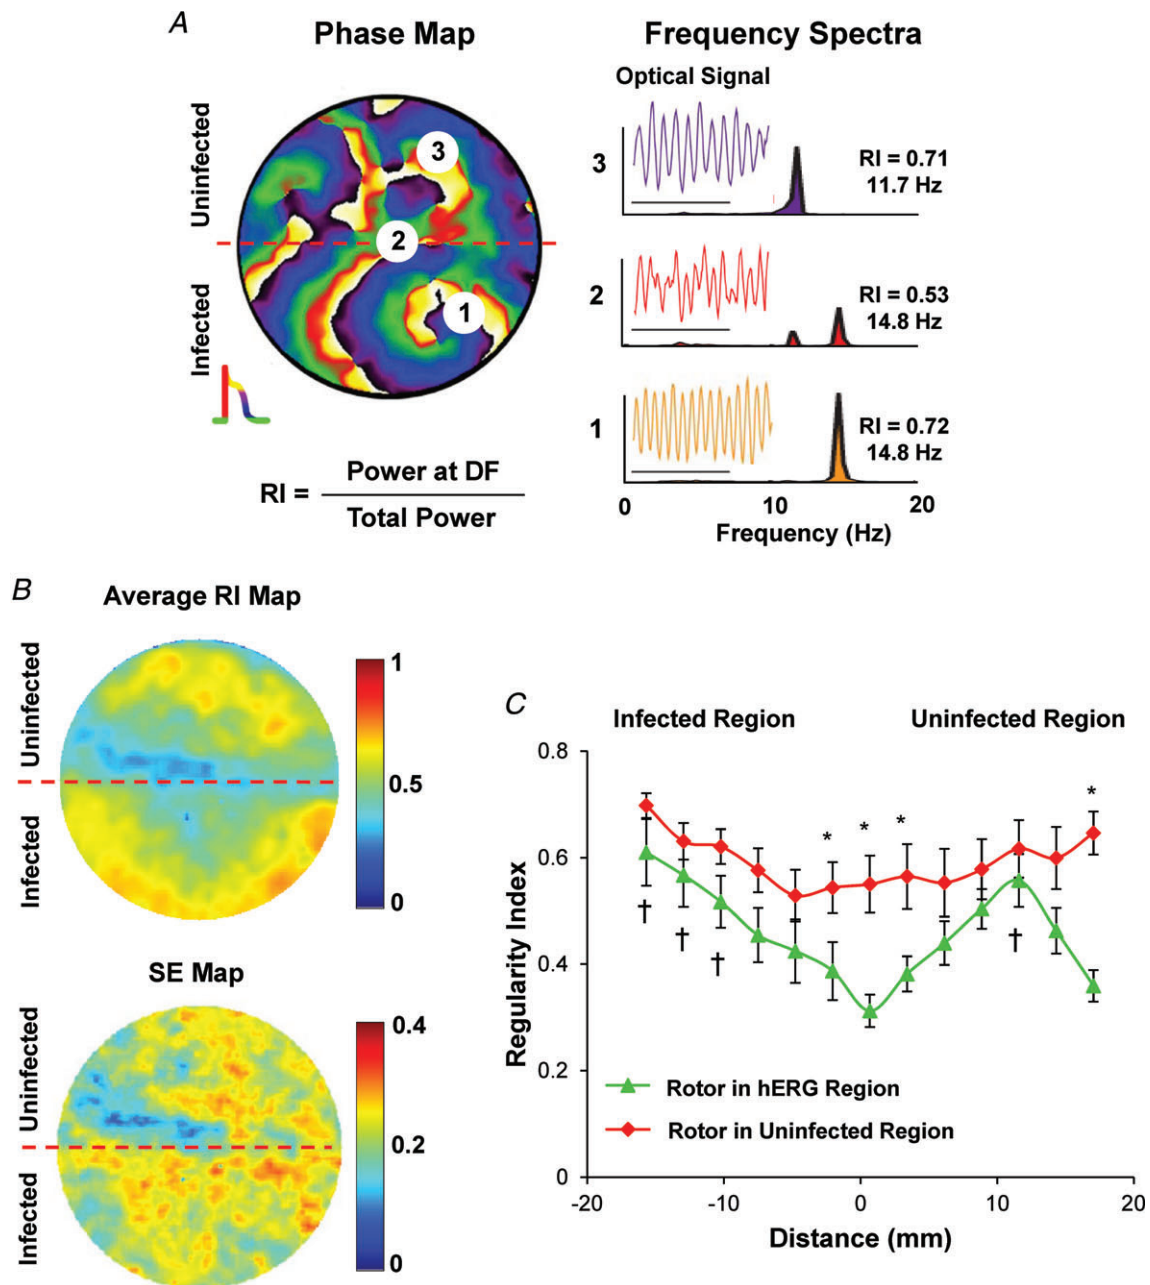 A
Phase Map
Frequency Spectra
Uninfected
Infected
1
2
3
Optical Signal
3
RI = 0.71
11.7 Hz
2
RI = 0.53
14.8 Hz
1
RI = 0.72
14.8 Hz
0
10
20
Frequency (Hz)
RI =
Power at DF
Total Power
B
Average RI Map
Uninfected
Infected
1
0.5
0
SE Map
Uninfected
Infected
0.4
0.2
0
C
Infected Region
Uninfected Region
Regularity Index
0.8
0.6
0.4
0.2
0
* * * *
† † † †
Rotor in hERG Region
Rotor in Uninfected Region
-20
-10
0
10
20
Distance (mm)